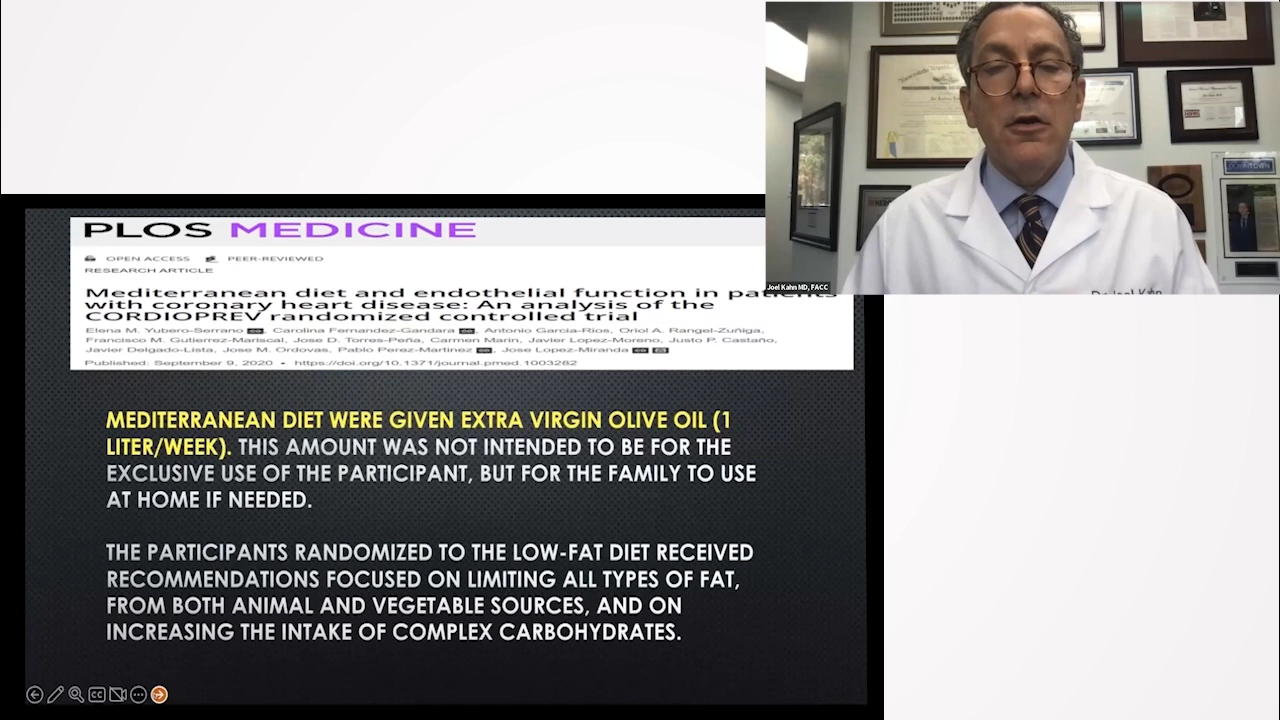 PLOS MEDICINE
OPEN ACCESS PEER-REVIEWED
RESEARCH ARTICLE
Mediterranean diet and endothelial function in patients
with coronary heart disease: An analysis of the
CORDIOPREV randomized controlled trial
Elena M. Yubero-Serrano, Carolina Fernandez-Gandara, Antonio Garcia-Rios, Oriol A. Rangel-Zuñiga,
Francisco M. Gutierrez-Mariscal, Jose D. Torres-Peña, Carmen Marin, Javier Lopez-Moreno, Justo P. Castaño,
Javier Delgado-Lista, Jose M. Ordovas, Pablo Perez-Martinez, Jose Lopez-Miranda
Published: September 9, 2020 • https://doi.org/10.1371/journal.pmed.1003282
MEDITERRANEAN DIET WERE GIVEN EXTRA VIRGIN OLIVE OIL (1
LITER/WEEK). THIS AMOUNT WAS NOT INTENDED TO BE FOR THE
EXCLUSIVE USE OF THE PARTICIPANT, BUT FOR THE FAMILY TO USE
AT HOME IF NEEDED.
THE PARTICIPANTS RANDOMIZED TO THE LOW-FAT DIET RECEIVED
RECOMMENDATIONS FOCUSED ON LIMITING ALL TYPES OF FAT,
FROM BOTH ANIMAL AND VEGETABLE SOURCES, AND ON
INCREASING THE INTAKE OF COMPLEX CARBOHYDRATES.
CC
Joel Kahn MD, FACC